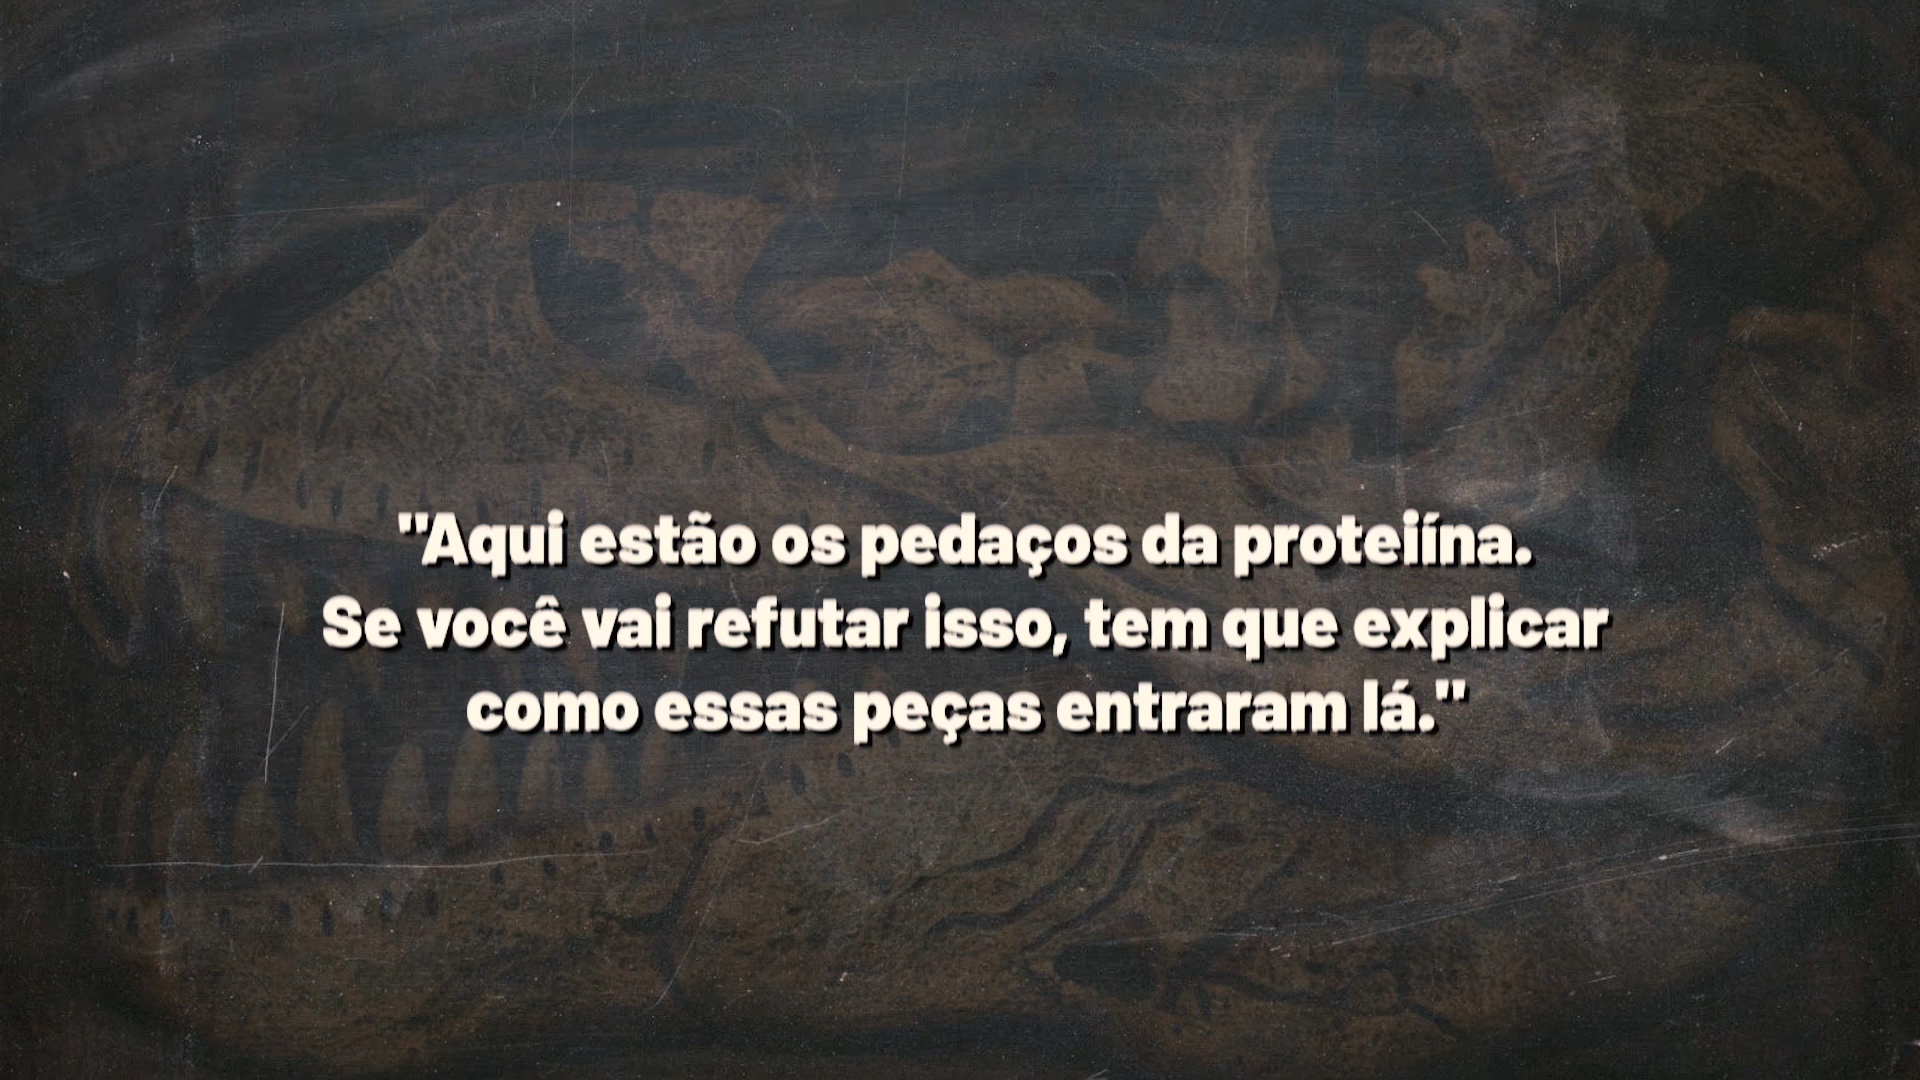 "Aqui estão os pedaços da proteiína.
Se você vai refutar isso, tem que explicar
como essas peças entraram lá."